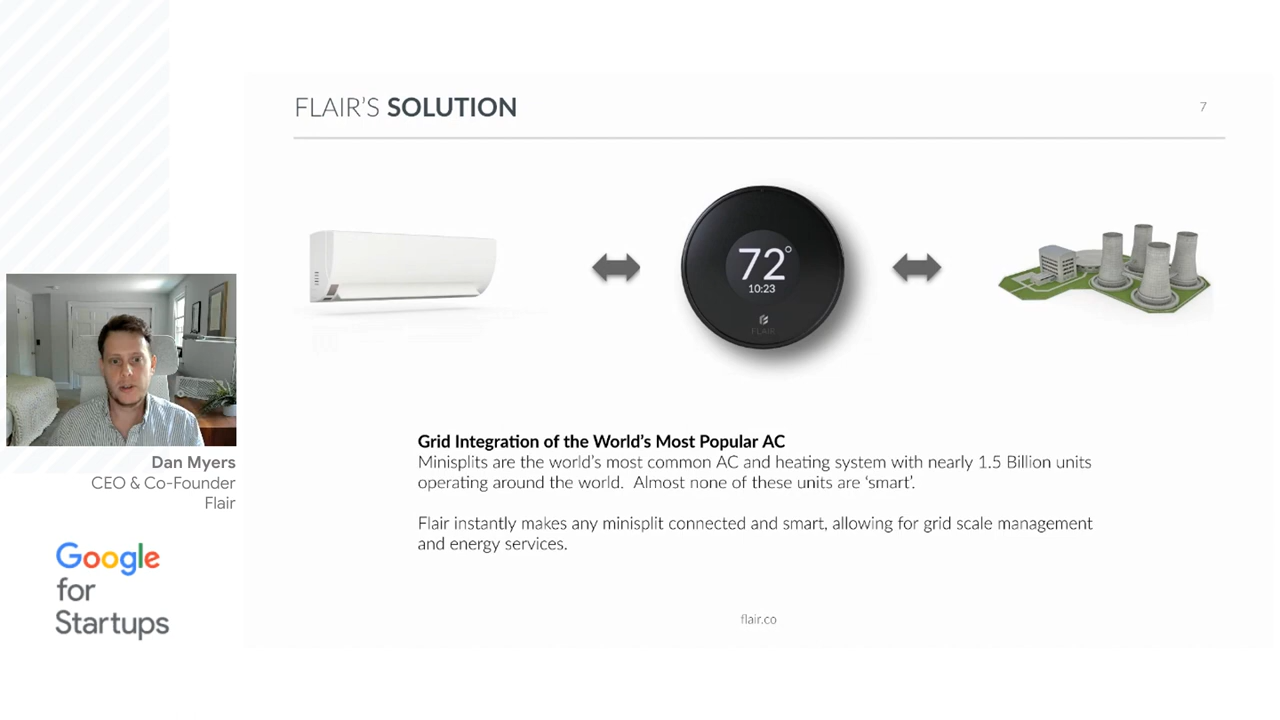 FLAIR'S SOLUTION
7
72°
10:23
FLAIR
Grid Integration of the World's Most Popular AC
Minisplits are the world's most common AC and heating system with nearly 1.5 Billion units
operating around the world.  Almost none of these units are 'smart'.
Flair instantly makes any minisplit connected and smart, allowing for grid scale management
and energy services.
flair.co
Dan Myers
CEO & Co-Founder
Flair
Google
for
Startups